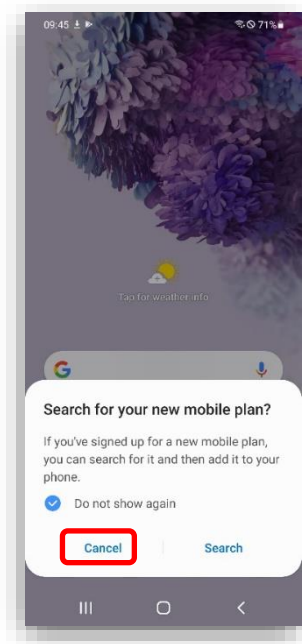 09:45 71%
Tap for weather info
G
Search for your new mobile plan?
If you've signed up for a new mobile plan,
you can search for it and then add it to your
phone.
Do not show again
Cancel Search